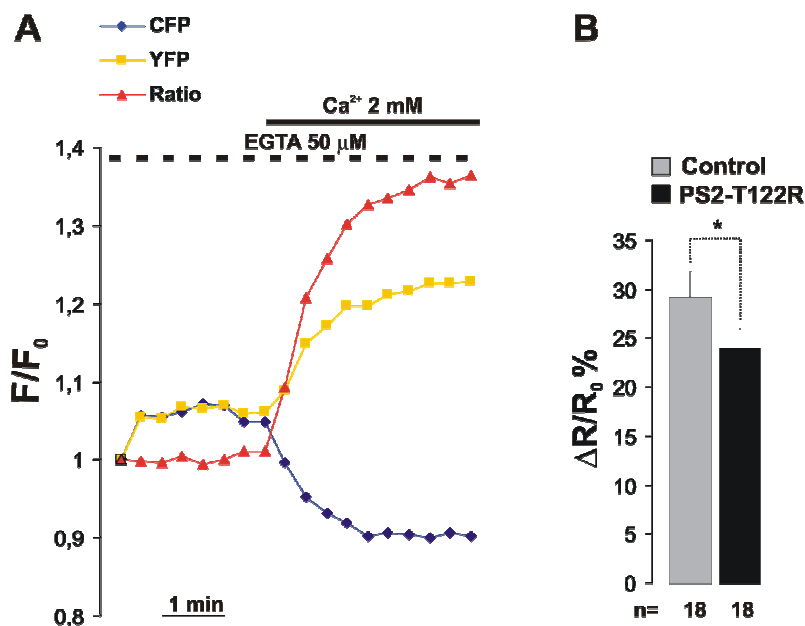 A
CFP
YFP
Ratio
Ca²⁺ 2 mM
EGTA 50 µM
1,4
1,3
1,2
1,1
1
0,9
0,8
F/F₀
1 min
B
Control
PS2-T122R
*
35
30
25
20
15
10
5
0
ΔR/R₀ %
n= 18 18